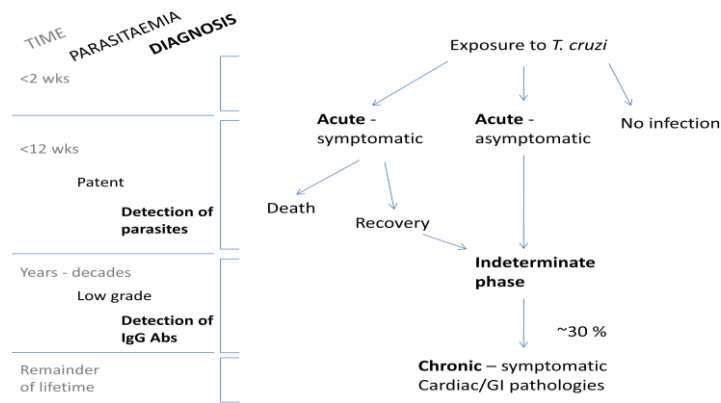 TIME
PARASITAEMIA
DIAGNOSIS
<2 wks
<12 wks
Patent
Detection of
parasites
Years - decades
Low grade
Detection of
IgG Abs
Remainder
of lifetime
Exposure to T. cruzi
Acute -
symptomatic
Acute -
asymptomatic
No infection
Death
Recovery
Indeterminate
phase
~30 %
Chronic – symptomatic
Cardiac/GI pathologies